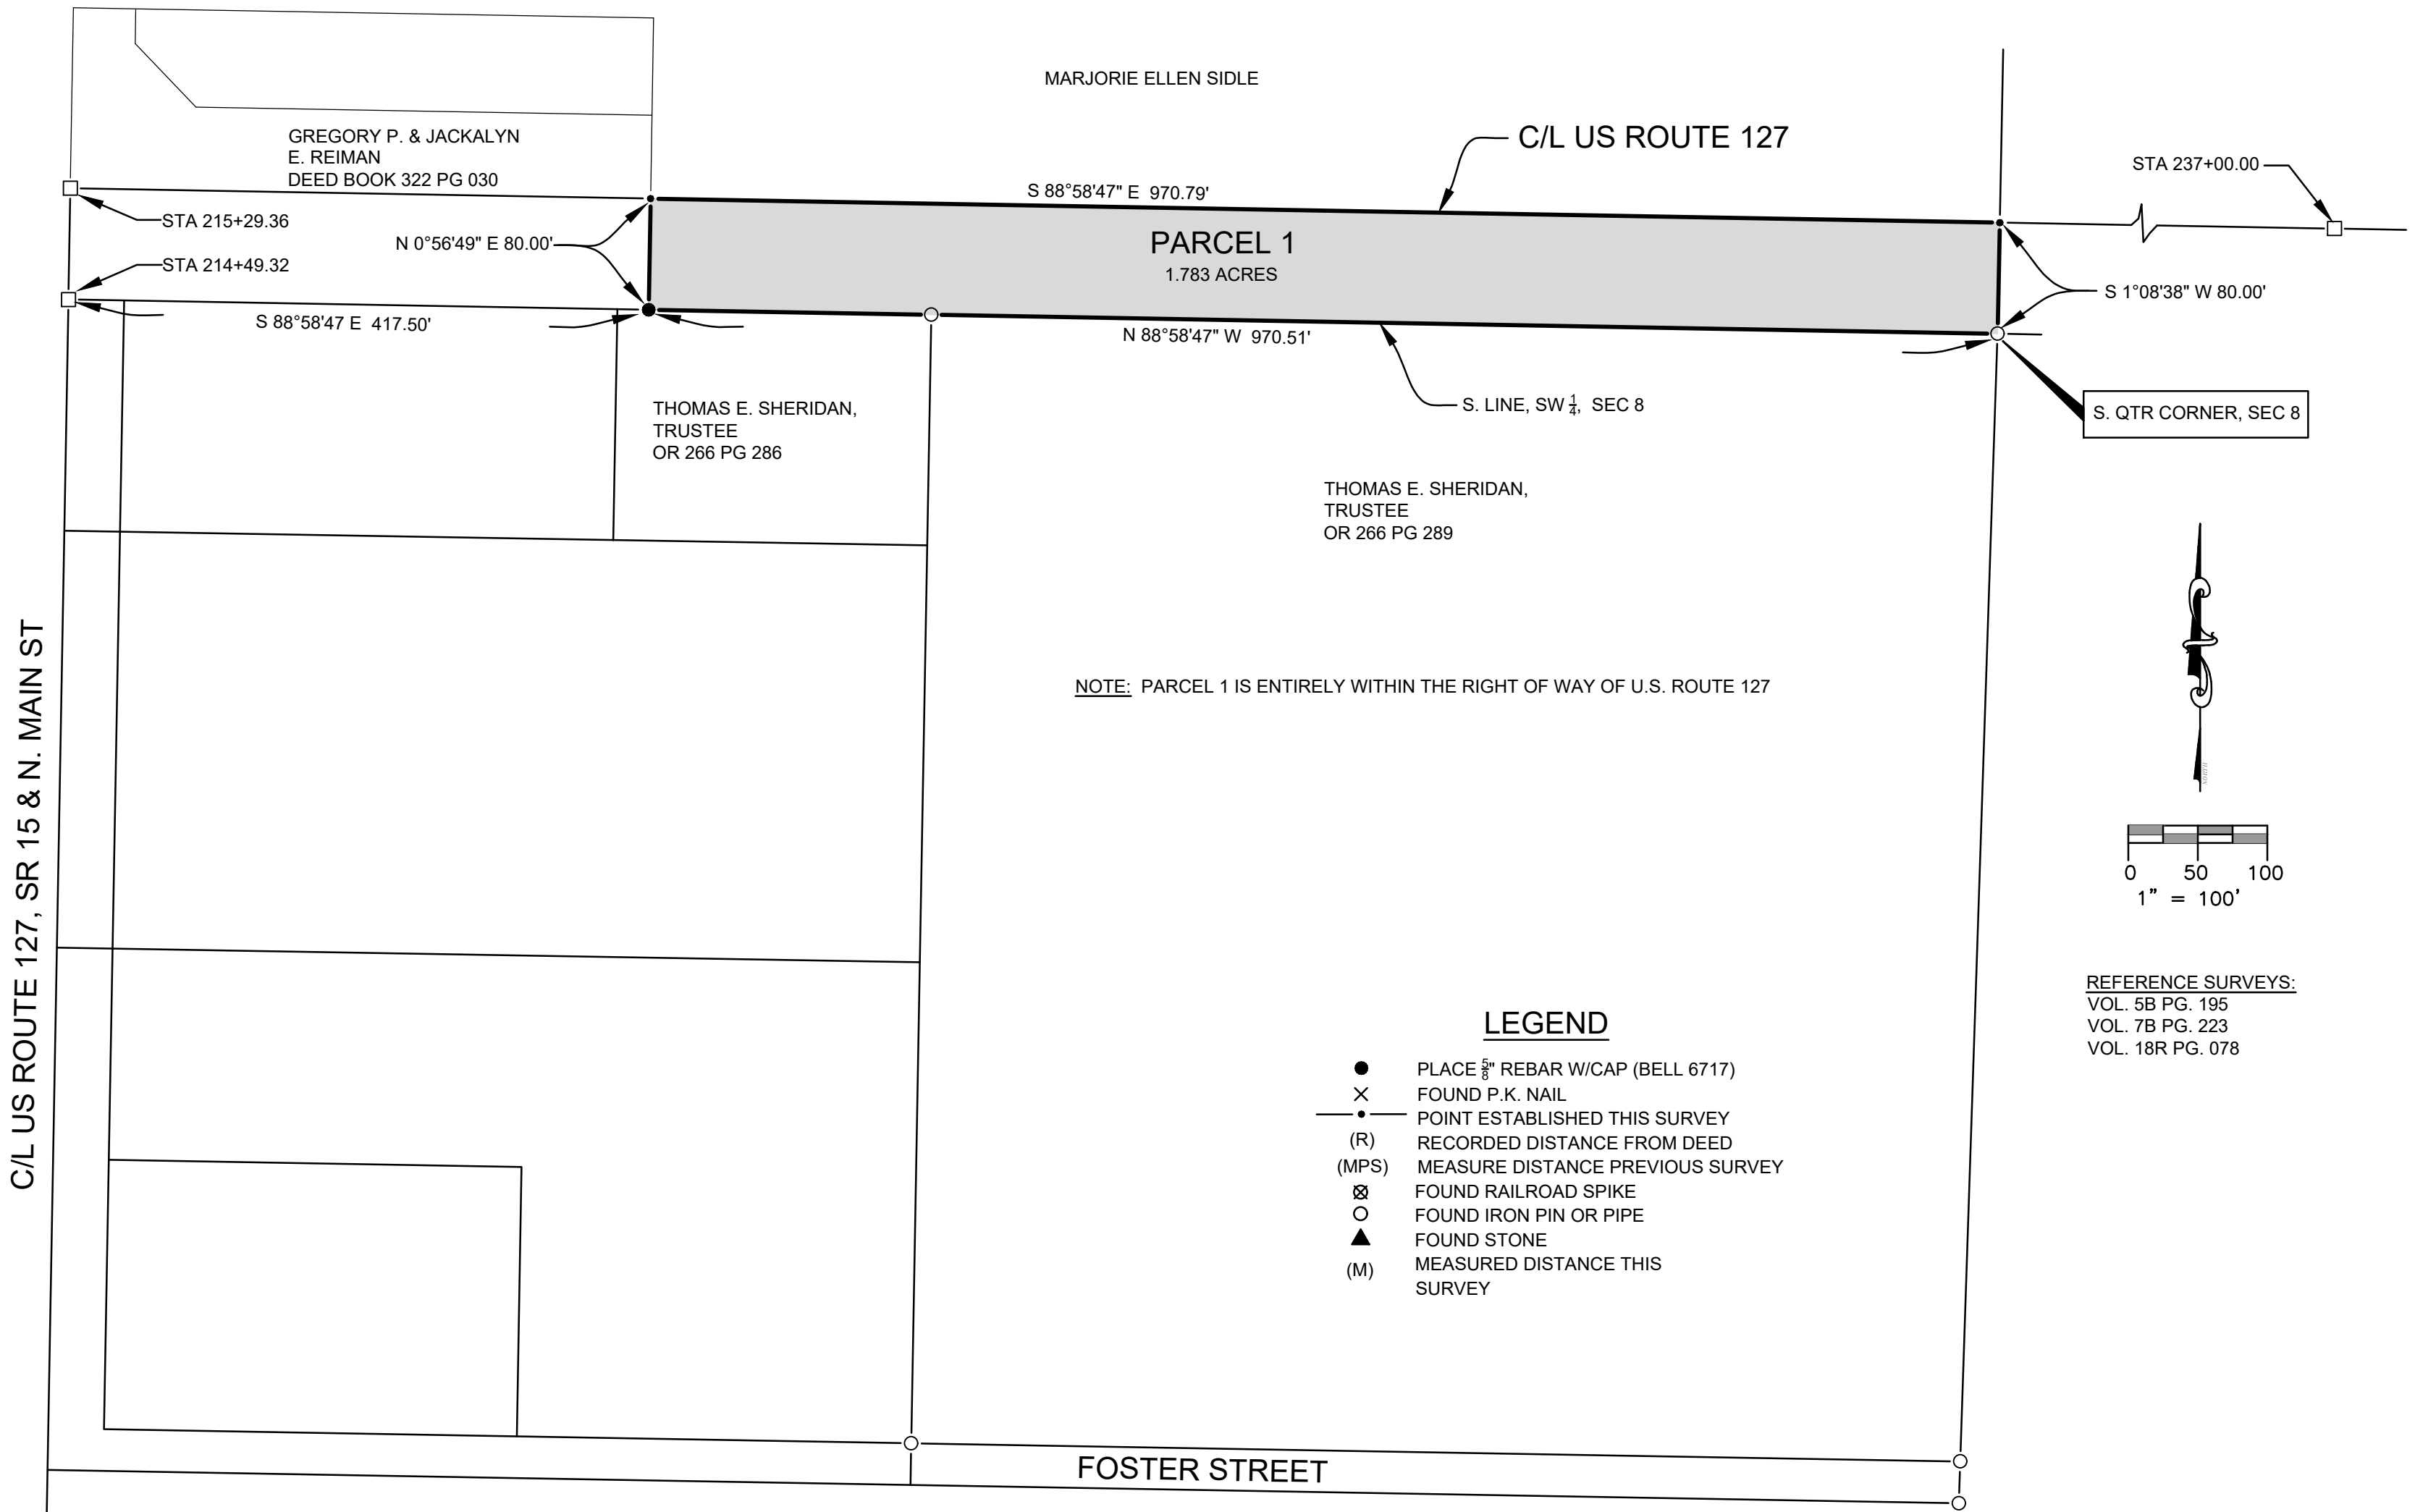 MARJORIE ELLEN SIDLE
GREGORY P. & JACKALYN
E. REIMAN
DEED BOOK 322 PG 030
C/L US ROUTE 127
STA 237+00.00
S 88°58'47" E 970.79'
STA 215+29.36
N 0°56'49" E 80.00'
PARCEL 1
1.783 ACRES
STA 214+49.32
S 1°08'38" W 80.00'
S 88°58'47 E 417.50'
N 88°58'47" W 970.51'
THOMAS E. SHERIDAN,
TRUSTEE
OR 266 PG 286
S. LINE, SW 1/4, SEC 8
S. QTR CORNER, SEC 8
THOMAS E. SHERIDAN,
TRUSTEE
OR 266 PG 289
NOTE: PARCEL 1 IS ENTIRELY WITHIN THE RIGHT OF WAY OF U.S. ROUTE 127
C/L US ROUTE 127, SR 15 & N. MAIN ST
NORTH
0 50 100
1" = 100'
REFERENCE SURVEYS:
VOL. 5B PG. 195
VOL. 7B PG. 223
VOL. 18R PG. 078
LEGEND
PLACE 5/8" REBAR W/CAP (BELL 6717)
FOUND P.K. NAIL
POINT ESTABLISHED THIS SURVEY
(R) RECORDED DISTANCE FROM DEED
(MPS) MEASURE DISTANCE PREVIOUS SURVEY
FOUND RAILROAD SPIKE
FOUND IRON PIN OR PIPE
FOUND STONE
(M) MEASURED DISTANCE THIS
SURVEY
FOSTER STREET